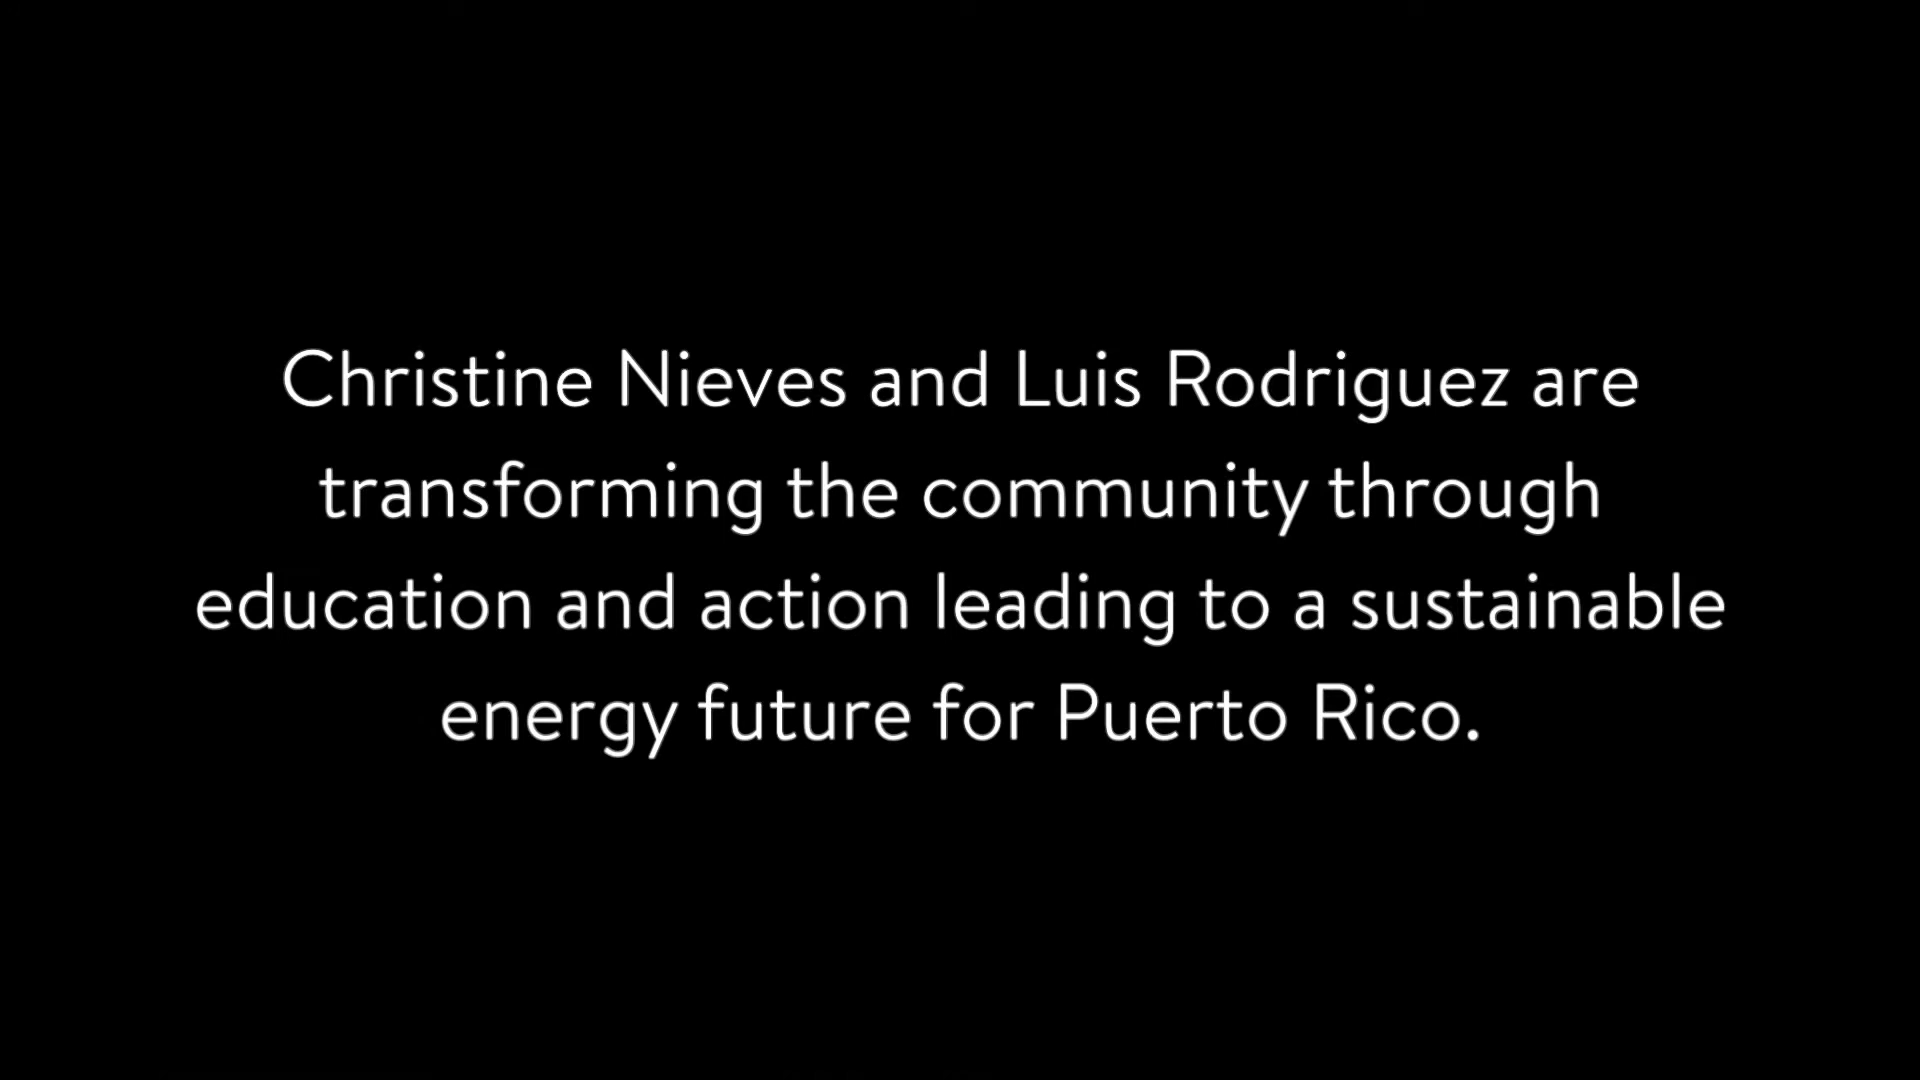 Christine Nieves and Luis Rodriguez are
transforming the community through
education and action leading to a sustainable
energy future for Puerto Rico.